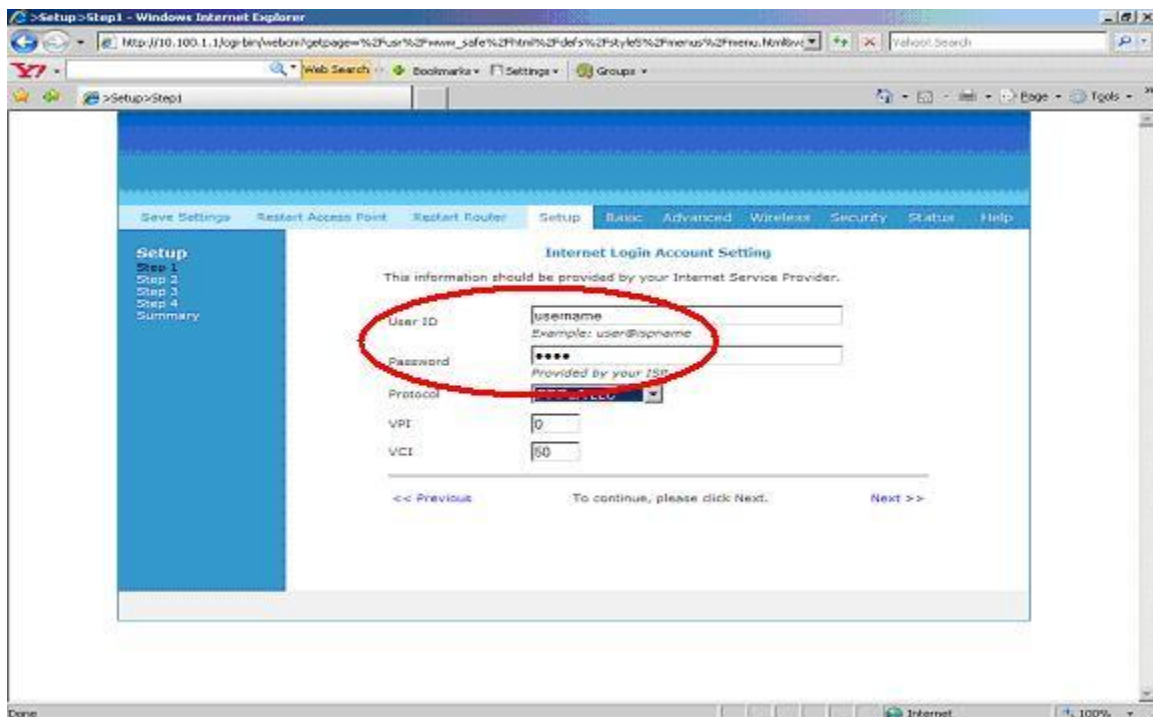 >Setup>Step1 - Windows Internet Explorer
Yahoo! Search
Web Search
Bookmarks
Settings
Groups
>Setup>Step1
Page
Tools
Save Settings
Restart Access Point
Restart Router
Setup
Basic
Advanced
Wireless
Security
Status
Help
Setup
Step 1
Step 2
Step 3
Step 4
Summary
Internet Login Account Setting
This information should be provided by your Internet Service Provider.
User ID
username
Example: user@ispname
Password
••••
Provided by your ISP
Protocol
VPI
0
VCI
<< Previous
To continue, please click Next.
Next >>
Done
Internet
100%